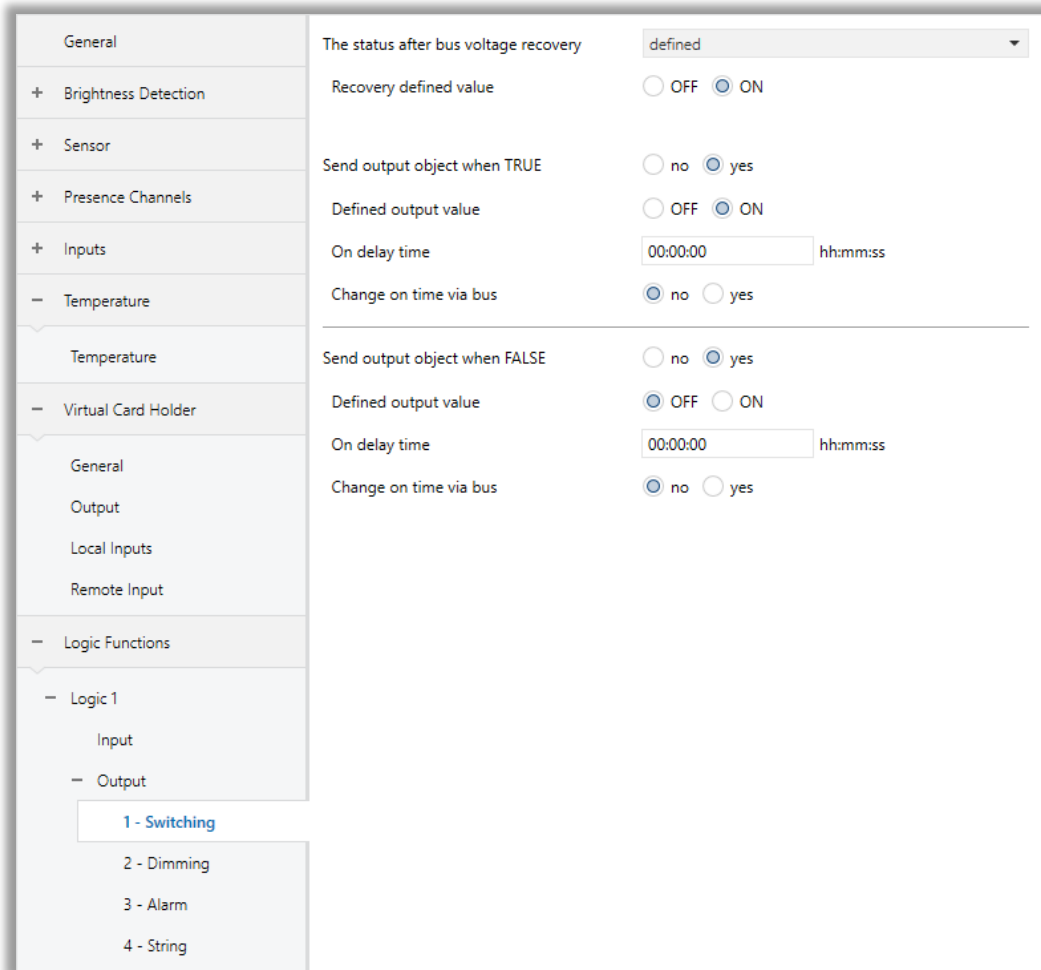 General
+ Brightness Detection
+ Sensor
+ Presence Channels
+ Inputs
− Temperature
Temperature
− Virtual Card Holder
General
Output
Local Inputs
Remote Input
− Logic Functions
− Logic 1
Input
− Output
1 - Switching
2 - Dimming
3 - Alarm
4 - String
The status after bus voltage recovery defined
Recovery defined value OFF ON
Send output object when TRUE no yes
Defined output value OFF ON
On delay time 00:00:00 hh:mm:ss
Change on time via bus no yes
Send output object when FALSE no yes
Defined output value OFF ON
On delay time 00:00:00 hh:mm:ss
Change on time via bus no yes